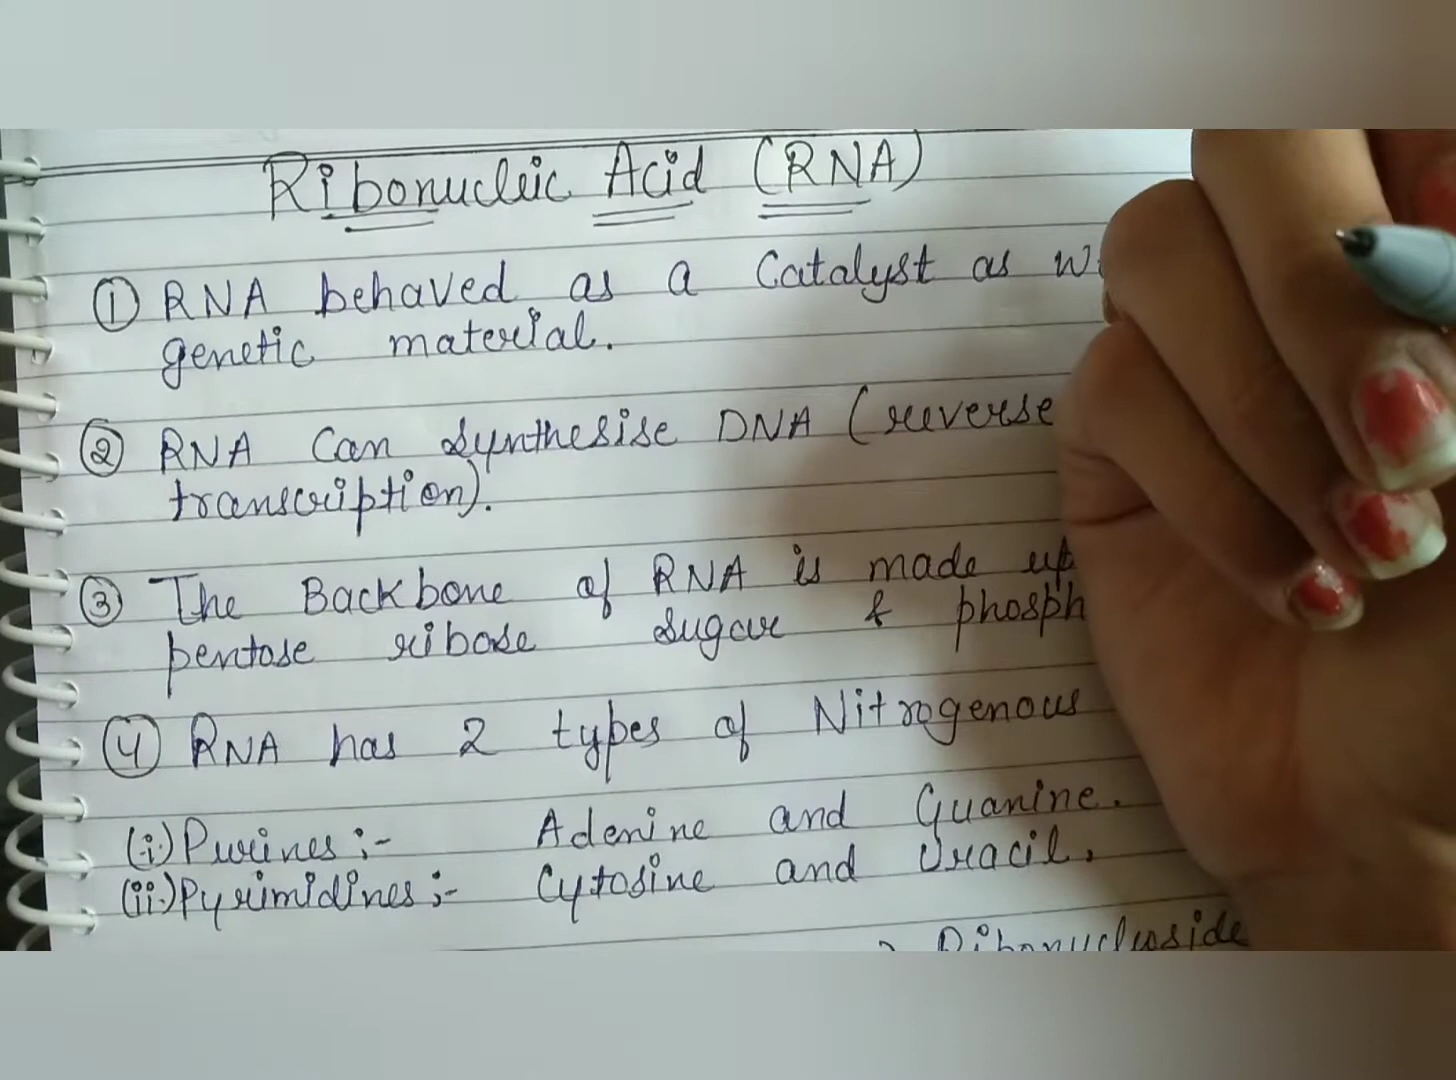 Ribonucleic Acid (RNA)
① RNA behaved as a Catalyst as
genetic material.
② RNA Can synthesise DNA (reverse
transcription).
③ The Backbone of RNA is made up
pentose ribose sugar & phosph
④ RNA has 2 types of Nitrogenous
(i) Purines :- Adenine and Guanine.
(ii) Pyrimidines :- Cytosine and Uracil.
Ribonucleoside